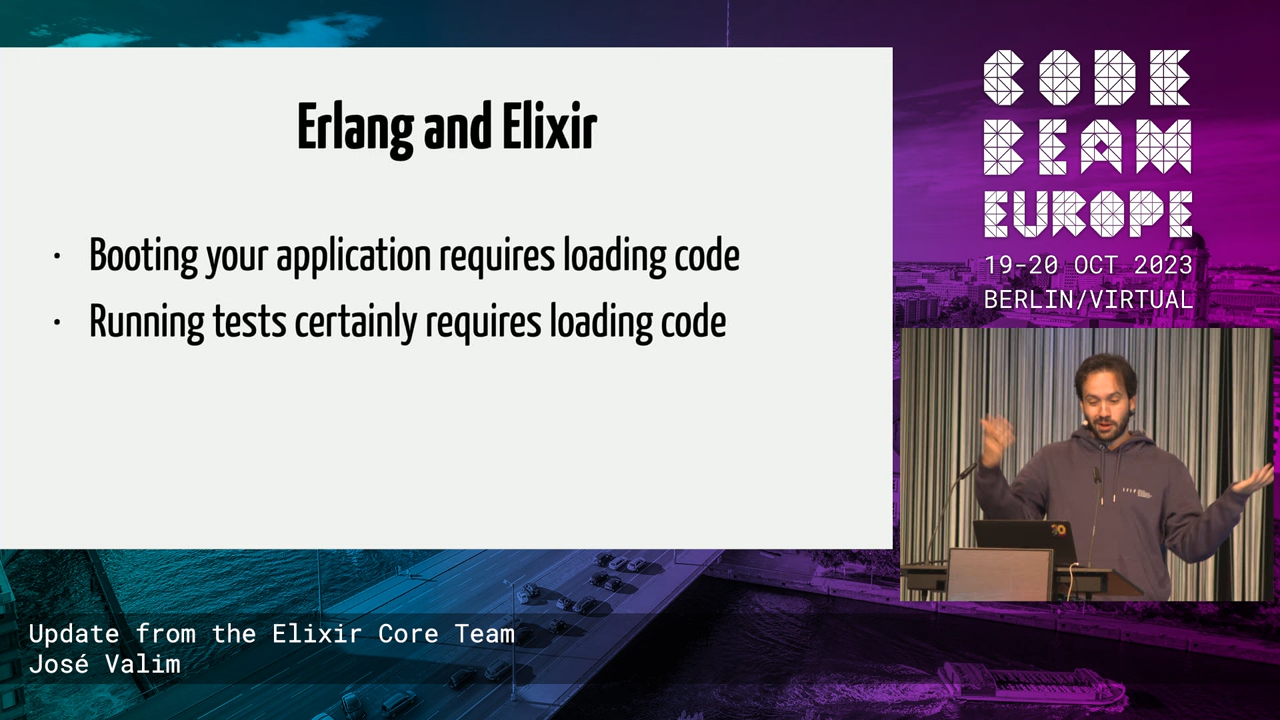 Erlang and Elixir
· Booting your application requires loading code
· Running tests certainly requires loading code
CODE
BEAM
EUROPE
19-20 OCT 2023
BERLIN/VIRTUAL
Update from the Elixir Core Team
José Valim